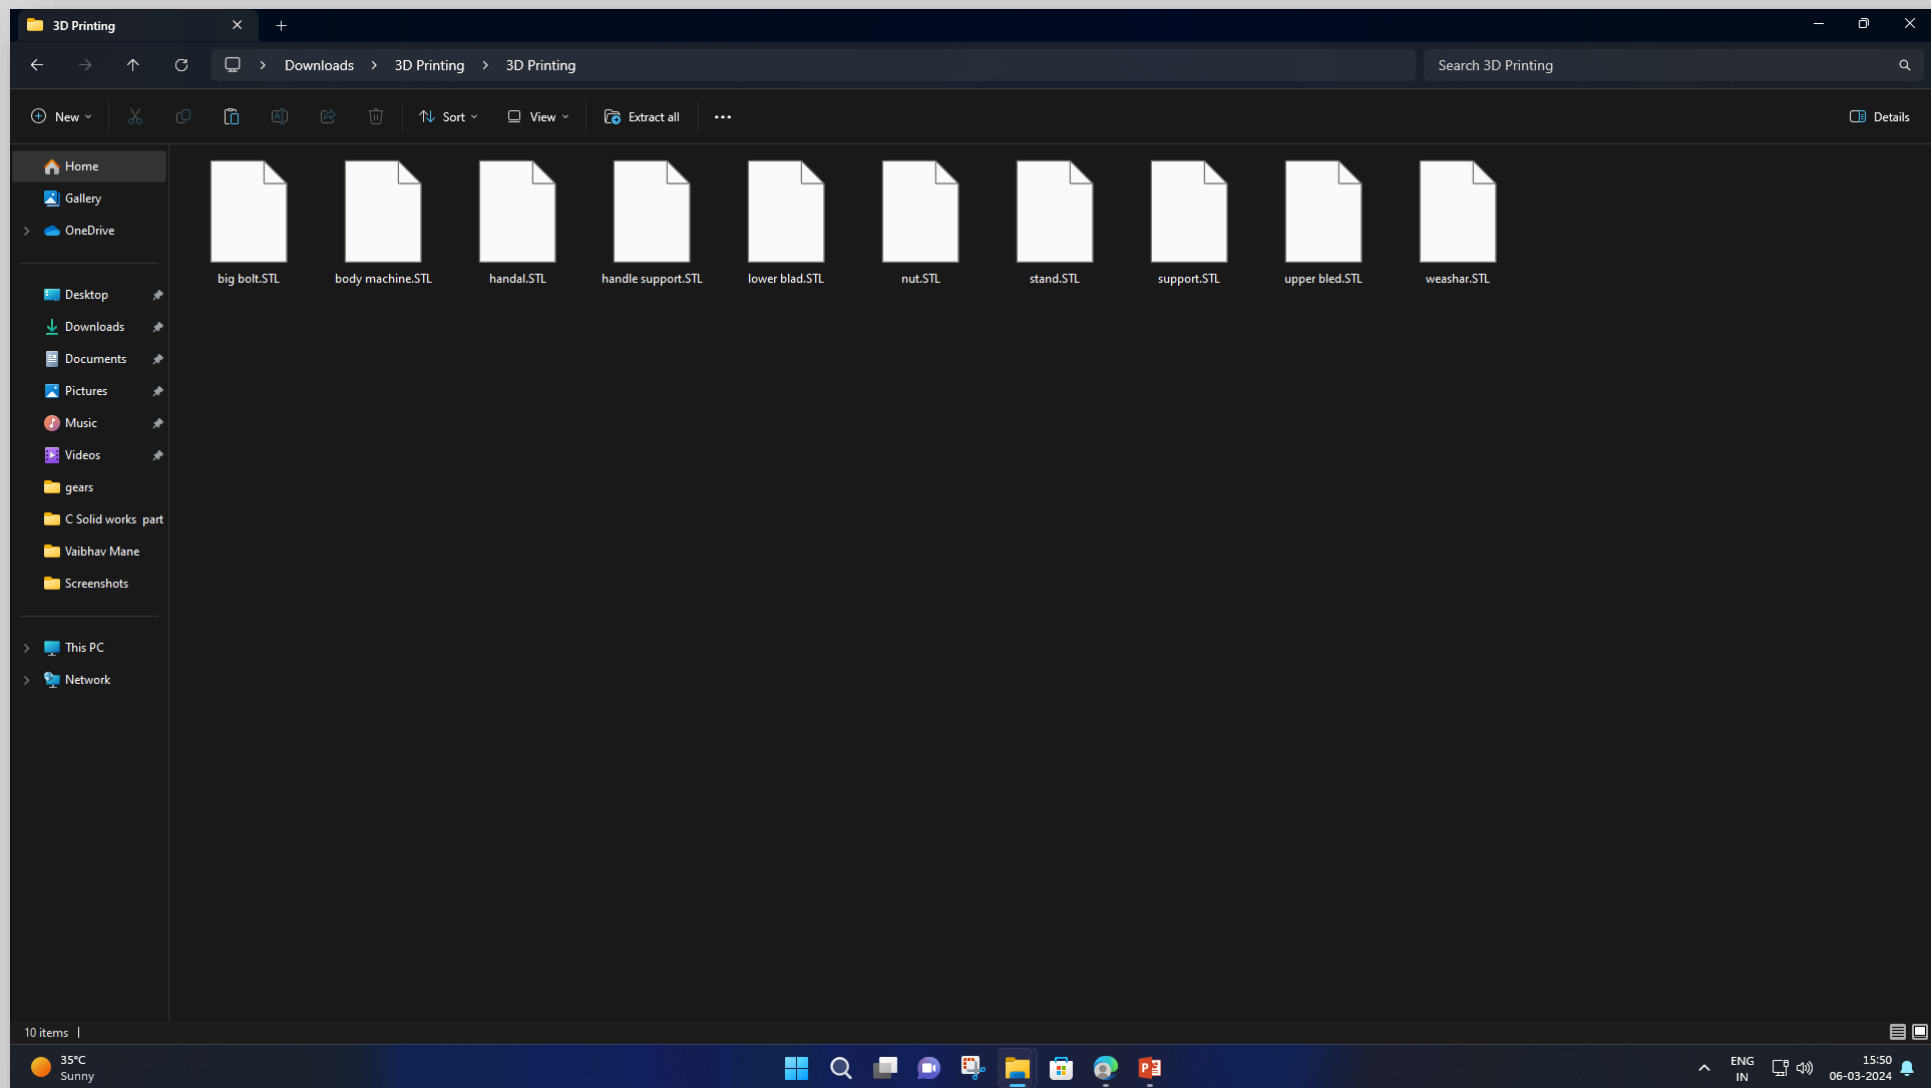 3D Printing
Downloads > 3D Printing > 3D Printing
Search 3D Printing
New
Sort
View
Extract all
Details
Home
Gallery
OneDrive
Desktop
Downloads
Documents
Pictures
Music
Videos
gears
C Solid works  part
Vaibhav Mane
Screenshots
This PC
Network
big bolt.STL
body machine.STL
handal.STL
handle support.STL
lower blad.STL
nut.STL
stand.STL
support.STL
upper bled.STL
weashar.STL
10 items
35°C
Sunny
ENG
IN
15:50
06-03-2024